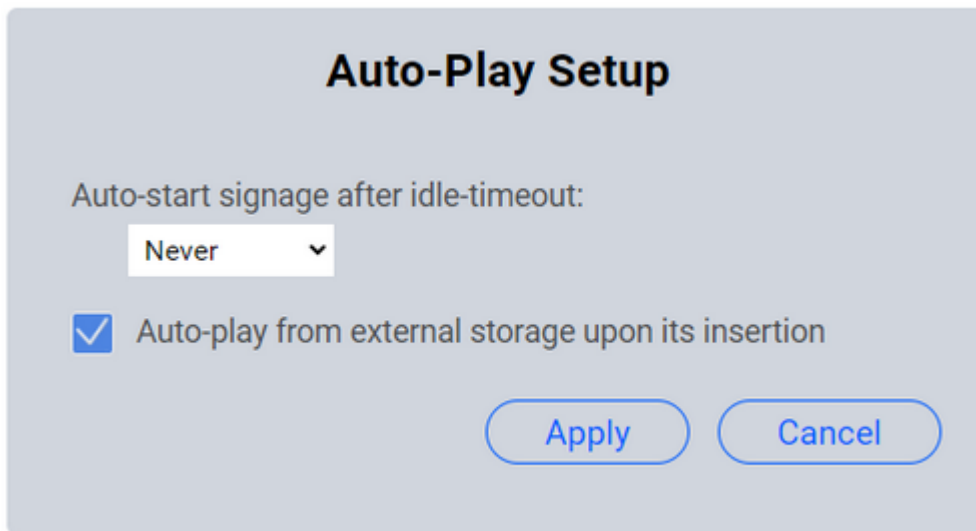 Auto-Play Setup
Auto-start signage after idle-timeout:
Never
Auto-play from external storage upon its insertion
Apply Cancel